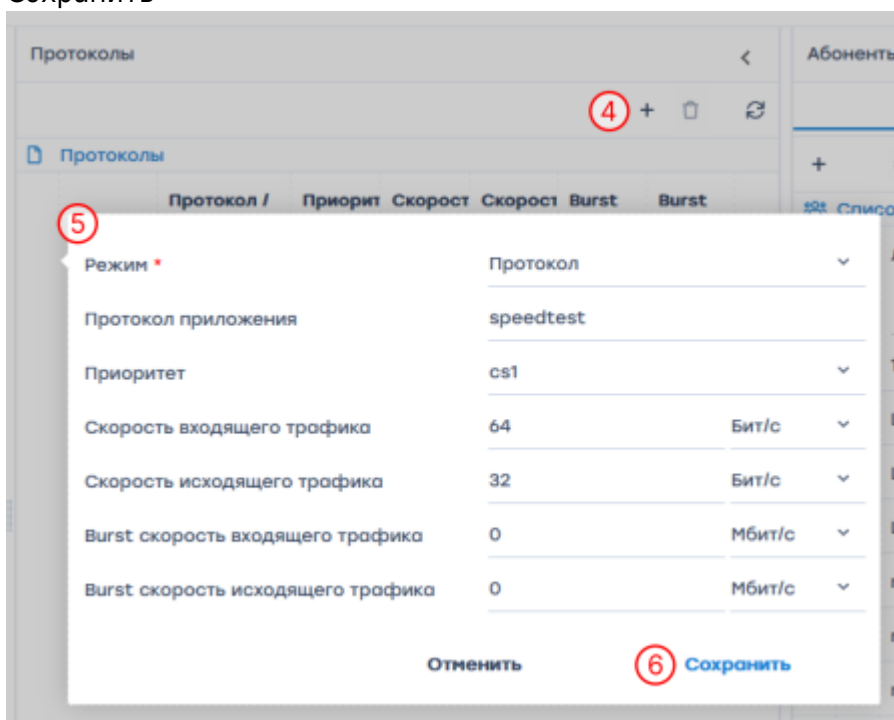 Сохранить
Протоколы
Абоненты
4
Протоколы
Протокол / Приорит Скорост Скорост Burst Burst
5
Режим *
Протокол
Протокол приложения
speedtest
Приоритет
cs1
Скорость входящего трафика
64 Бит/с
Скорость исходящего трафика
32 Бит/с
Burst скорость входящего трафика
0 Мбит/с
Burst скорость исходящего трафика
0 Мбит/с
Отменить
6 Сохранить